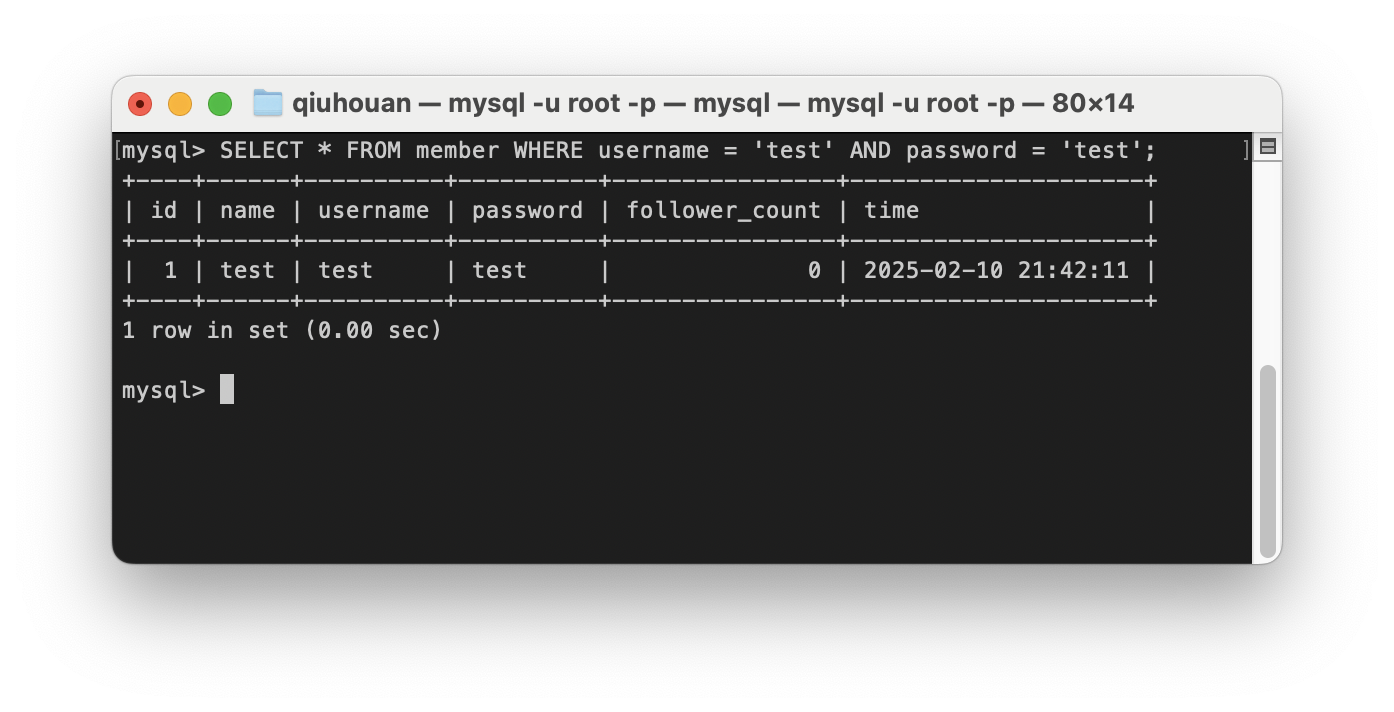 qiuhouan — mysql -u root -p — mysql — mysql -u root -p — 80×14
[mysql> SELECT * FROM member WHERE username = 'test' AND password = 'test'; ]
+----+------+----------+----------+----------------+---------------------+
| id | name | username | password | follower_count | time                |
+----+------+----------+----------+----------------+---------------------+
|  1 | test | test     | test     |              0 | 2025-02-10 21:42:11 |
+----+------+----------+----------+----------------+---------------------+
1 row in set (0.00 sec)
mysql>